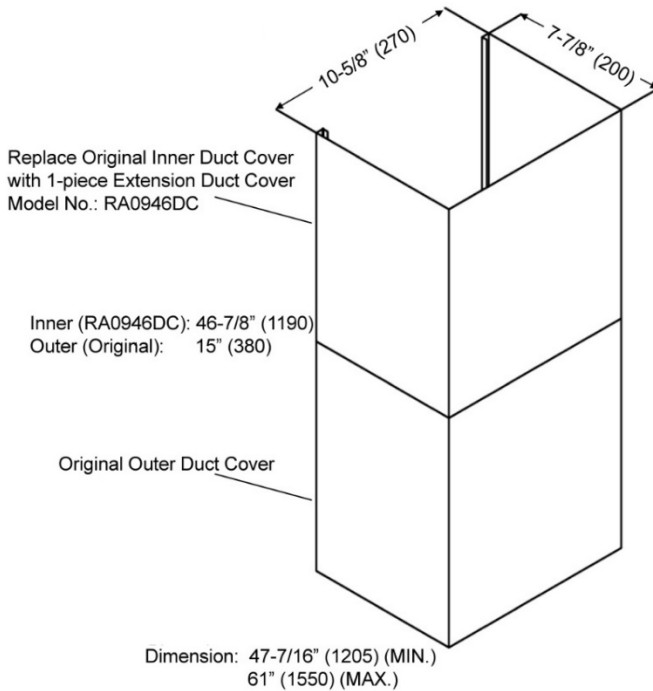 10-5/8” (270)
7-7/8” (200)
Replace Original Inner Duct Cover
with 1-piece Extension Duct Cover
Model No.: RA0946DC
Inner (RA0946DC): 46-7/8” (1190)
Outer (Original): 15” (380)
Original Outer Duct Cover
Dimension: 47-7/16” (1205) (MIN.)
61” (1550) (MAX.)